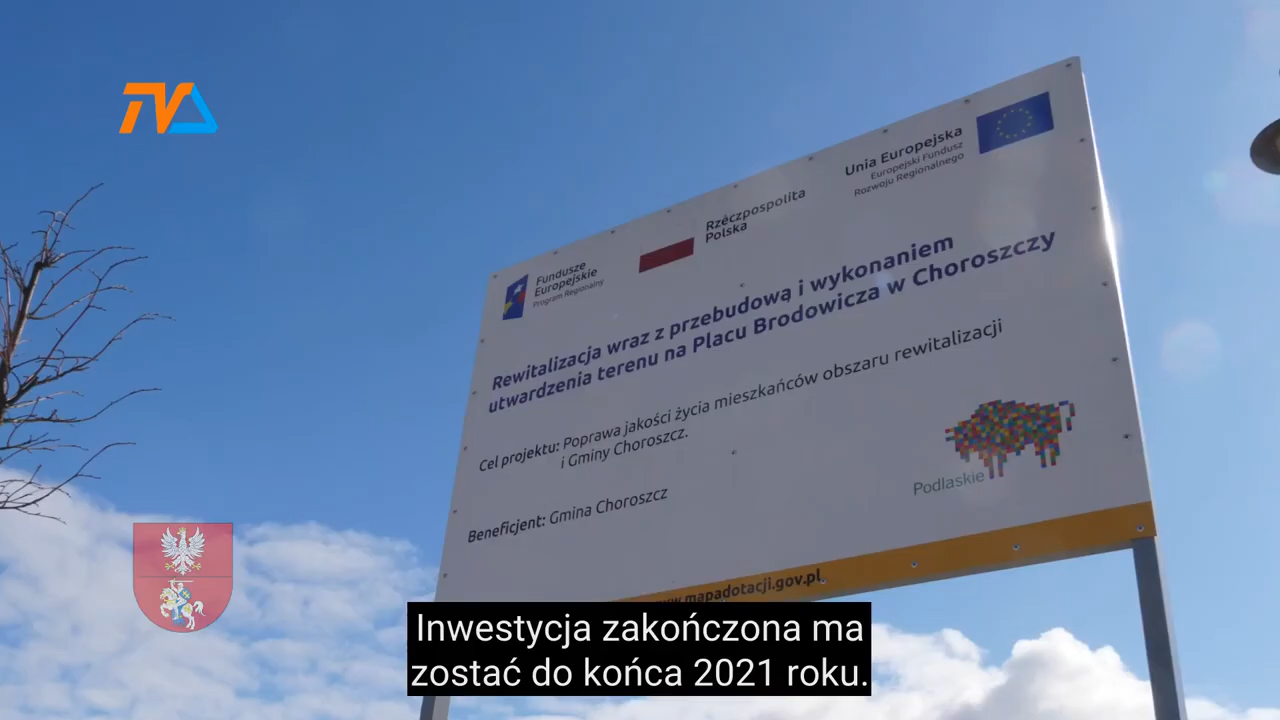 TV
Unia Europejska
Europejski Fundusz
Rozwoju Regionalnego
Rzeczpospolita
Polska
Fundusze
Europejskie
Program Regionalny
Rewitalizacja wraz z przebudową i wykonaniem
utwardzenia terenu na Placu Brodowicza w Choroszczy
Cel projektu: Poprawa jakości życia mieszkańców obszaru rewitalizacji
i Gminy Choroszcz.
Podlaskie
Beneficjent: Gmina Choroszcz
www.mapadotacji.gov.pl
Inwestycja zakończona ma
zostać do końca 2021 roku.